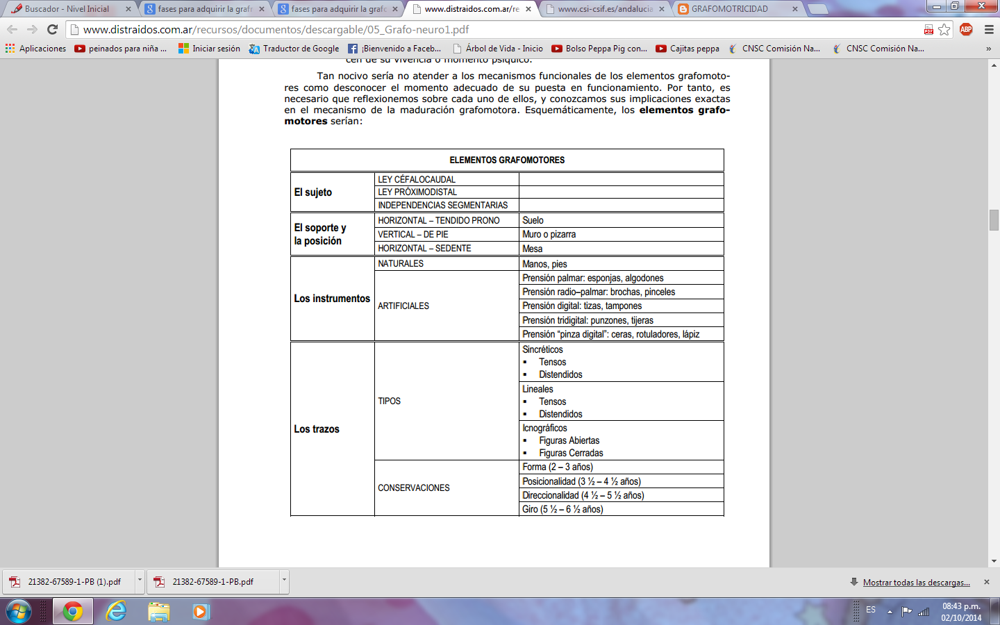 Buscador - Nivel Inicial
fases para adquirir la grafr
fases para adquirir la grafo
www.distraidos.com.ar/re
www.csi-csif.es/andalucia
GRAFOMOTRICIDAD
www.distraidos.com.ar/recursos/documentos/descargable/05_Grafo-neuro1.pdf
ABP
Aplicaciones
peinados para niña ...
Iniciar sesión
Traductor de Google
¡Bienvenido a Faceb...
Árbol de Vida - Inicio
Bolso Peppa Pig con...
Cajitas peppa
CNSC Comisión Na...
CNSC Comisión Na...
»
cen de su vivencia o momento psíquico.
Tan nocivo sería no atender a los mecanismos funcionales de los elementos grafomoto-
res como desconocer el momento adecuado de su puesta en funcionamiento. Por tanto, es
necesario que reflexionemos sobre cada uno de ellos, y conozcamos sus implicaciones exactas
en el mecanismo de la maduración grafomotora. Esquemáticamente, los elementos grafo-
motores serían:
ELEMENTOS GRAFOMOTORES
El sujeto
LEY CÉFALOCAUDAL
LEY PRÓXIMODISTAL
INDEPENDENCIAS SEGMENTARIAS
El soporte y
la posición
HORIZONTAL – TENDIDO PRONO
Suelo
VERTICAL – DE PIE
Muro o pizarra
HORIZONTAL – SEDENTE
Mesa
Los instrumentos
NATURALES
Manos, pies
ARTIFICIALES
Prensión palmar: esponjas, algodones
Prensión radio–palmar: brochas, pinceles
Prensión digital: tizas, tampones
Prensión tridigital: punzones, tijeras
Prensión “pinza digital”: ceras, rotuladores, lápiz
Los trazos
TIPOS
Sincréticos
▪ Tensos
▪ Distendidos
Lineales
▪ Tensos
▪ Distendidos
Icnográficos
▪ Figuras Abiertas
▪ Figuras Cerradas
CONSERVACIONES
Forma (2 – 3 años)
Posicionalidad (3 ½ – 4 ½ años)
Direccionalidad (4 ½ – 5 ½ años)
Giro (5 ½ – 6 ½ años)
21382-67589-1-PB (1).pdf
21382-67589-1-PB.pdf
Mostrar todas las descargas...
ES
08:43 p.m.
02/10/2014